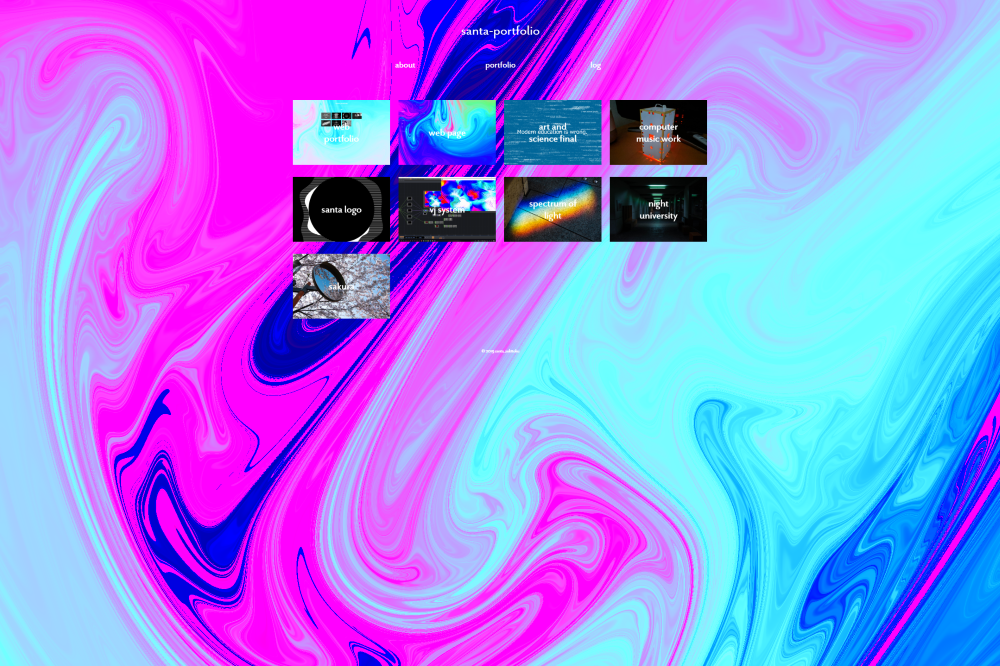 santa-portfolio
about
portfolio
log
web
portfolio
web page
art and
science final
Modern education is wrong.
computer
music work
santa logo
vj system
spectrum of
light
night
university
sakura